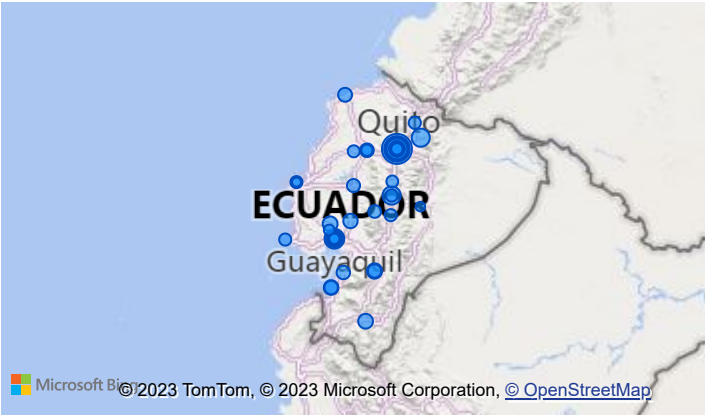 Quito
ECUADOR
Guayaquil
Microsoft Bing
© 2023 TomTom, © 2023 Microsoft Corporation, © OpenStreetMap